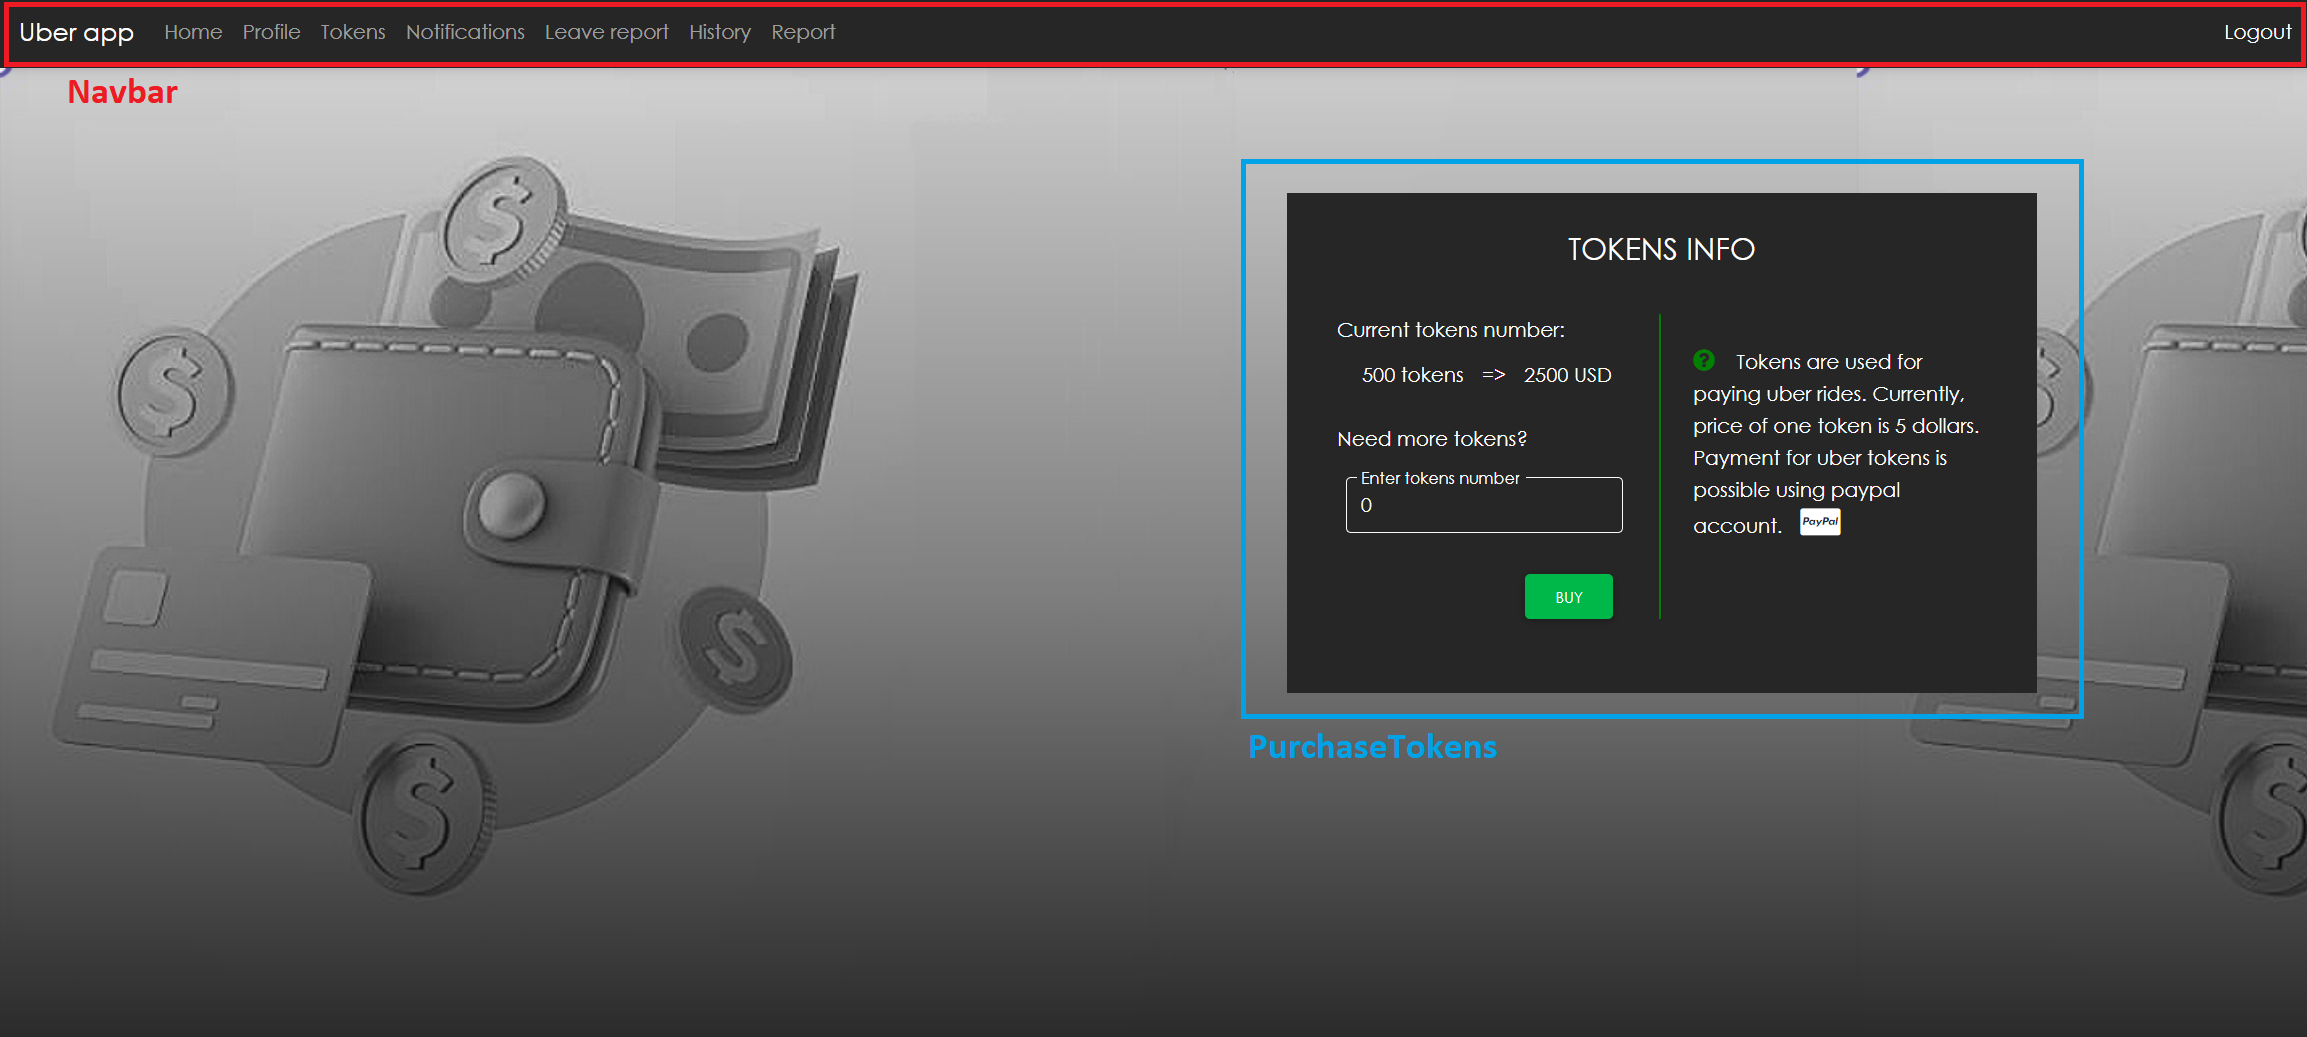 Uber app Home Profile Tokens Notifications Leave report History Report Logout
Navbar
TOKENS INFO
Current tokens number:
500 tokens => 2500 USD
Need more tokens?
Enter tokens number
0
BUY
? Tokens are used for
paying uber rides. Currently,
price of one token is 5 dollars.
Payment for uber tokens is
possible using paypal
account. PayPal
PurchaseTokens